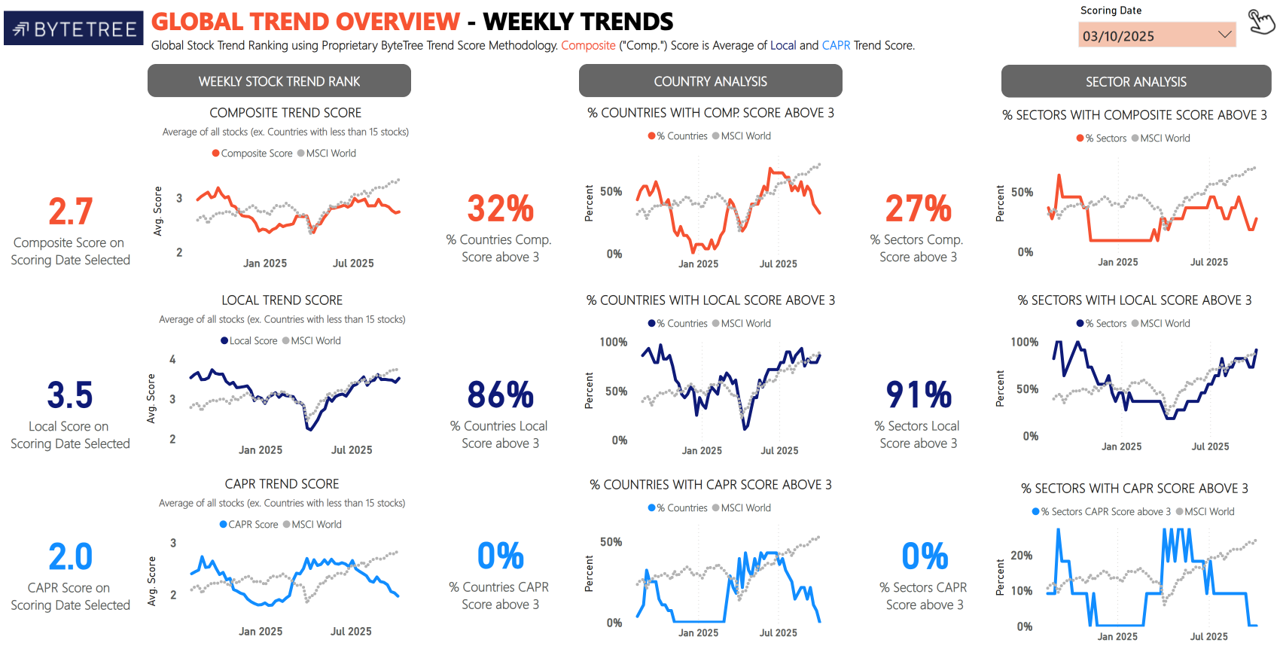 BYTETREE
GLOBAL TREND OVERVIEW - WEEKLY TRENDS
Global Stock Trend Ranking using Proprietary ByteTree Trend Score Methodology. Composite ("Comp.") Score is Average of Local and CAPR Trend Score.
Scoring Date
03/10/2025
WEEKLY STOCK TREND RANK
COUNTRY ANALYSIS
SECTOR ANALYSIS
COMPOSITE TREND SCORE
Average of all stocks (ex. Countries with less than 15 stocks)
Composite Score MSCI World
Avg. Score
3
2
Jan 2025 Jul 2025
2.7
Composite Score on
Scoring Date Selected
% COUNTRIES WITH COMP. SCORE ABOVE 3
% Countries MSCI World
Percent
50%
0%
Jan 2025 Jul 2025
32%
% Countries Comp.
Score above 3
% SECTORS WITH COMPOSITE SCORE ABOVE 3
% Sectors MSCI World
Percent
50%
0%
Jan 2025 Jul 2025
27%
% Sectors Comp.
Score above 3
LOCAL TREND SCORE
Average of all stocks (ex. Countries with less than 15 stocks)
Local Score MSCI World
Avg. Score
4
3
2
Jan 2025 Jul 2025
3.5
Local Score on
Scoring Date Selected
% COUNTRIES WITH LOCAL SCORE ABOVE 3
% Countries MSCI World
Percent
100%
50%
0%
Jan 2025 Jul 2025
86%
% Countries Local
Score above 3
% SECTORS WITH LOCAL SCORE ABOVE 3
% Sectors MSCI World
Percent
100%
50%
0%
Jan 2025 Jul 2025
91%
% Sectors Local
Score above 3
CAPR TREND SCORE
Average of all stocks (ex. Countries with less than 15 stocks)
CAPR Score MSCI World
Avg. Score
3
2
Jan 2025 Jul 2025
2.0
CAPR Score on
Scoring Date Selected
% COUNTRIES WITH CAPR SCORE ABOVE 3
% Countries MSCI World
Percent
50%
0%
Jan 2025 Jul 2025
0%
% Countries CAPR
Score above 3
% SECTORS WITH CAPR SCORE ABOVE 3
% Sectors CAPR Score above 3 MSCI World
Percent
20%
10%
0%
Jan 2025 Jul 2025
0%
% Sectors CAPR
Score above 3